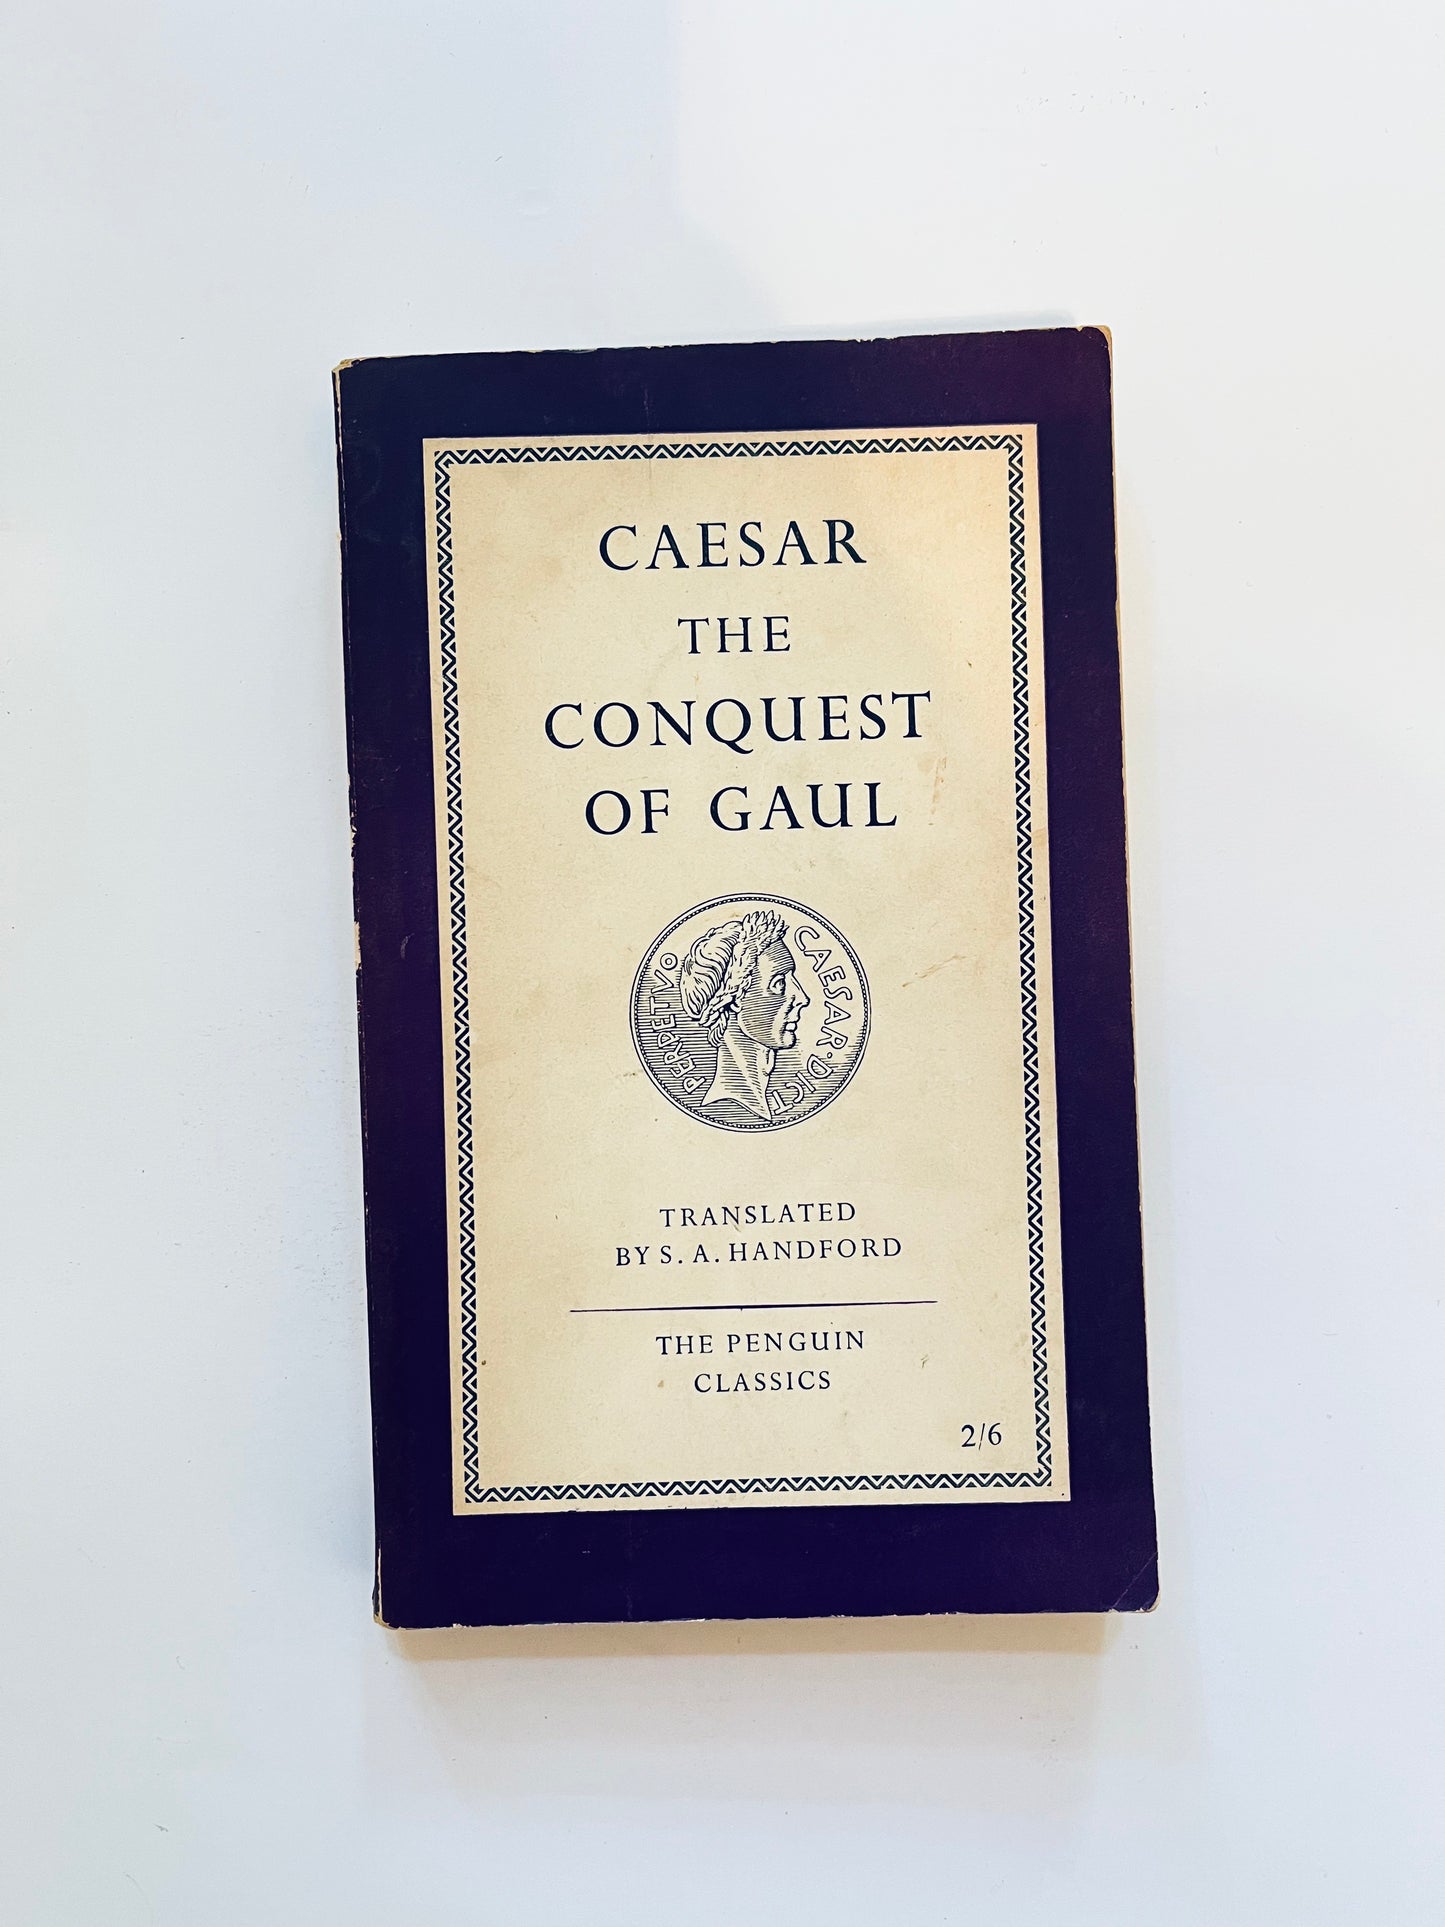 CAESAR
THE
CONQUEST
OF GAUL
PERPETVO
CAESAR·DICT
TRANSLATED
BY S. A. HANDFORD
THE PENGUIN
CLASSICS
2/6